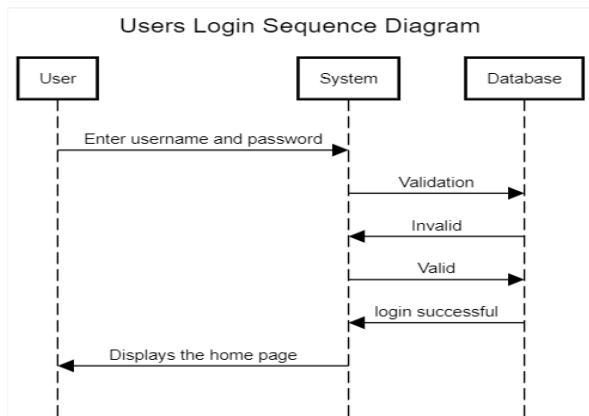 Users Login Sequence Diagram
User
System
Database
Enter username and password
Validation
Invalid
Valid
login successful
Displays the home page